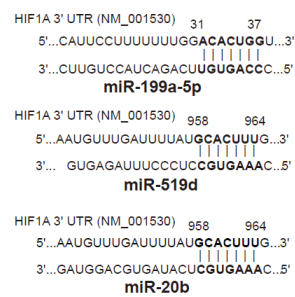 HIF1A 3' UTR (NM_001530) 31 37
5'...CAUUCCUUUUUUUGGACACUGGU...3'
3'...CUUGUCCAUCAGACUUGUGACCC...5'
miR-199a-5p
HIF1A 3' UTR (NM_001530) 958 964
5'...AAUGUUUGAUUUUAUGCACUUUG...3'
3'... GUGAGAUUUCCCUCCGUGAAAC...5'
miR-519d
HIF1A 3' UTR (NM_001530) 958 964
5'...AAUGUUUGAUUUUAUGCACUUUG...3'
3'...GAUGGACGUGAUACUCGUGAAAC...5'
miR-20b